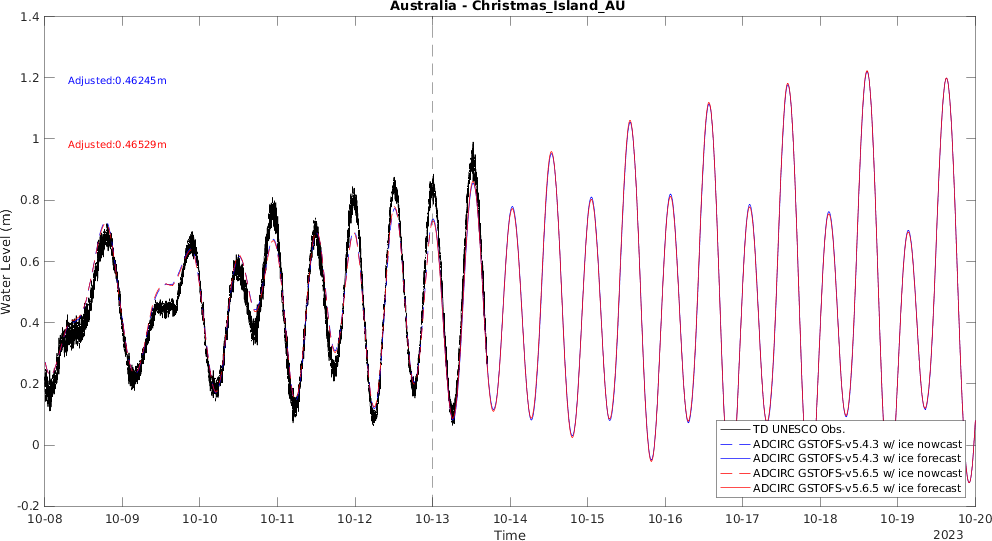 Australia - Christmas_Island_AU
1.4
1.2
1
0.8
0.6
0.4
0.2
0
-0.2
Water Level (m)
Adjusted:0.46245m
Adjusted:0.46529m
TD UNESCO Obs.
ADCIRC GSTOFS-v5.4.3 w/ ice nowcast
ADCIRC GSTOFS-v5.4.3 w/ ice forecast
ADCIRC GSTOFS-v5.6.5 w/ ice nowcast
ADCIRC GSTOFS-v5.6.5 w/ ice forecast
10-08 10-09 10-10 10-11 10-12 10-13 10-14 10-15 10-16 10-17 10-18 10-19 10-20
Time
2023